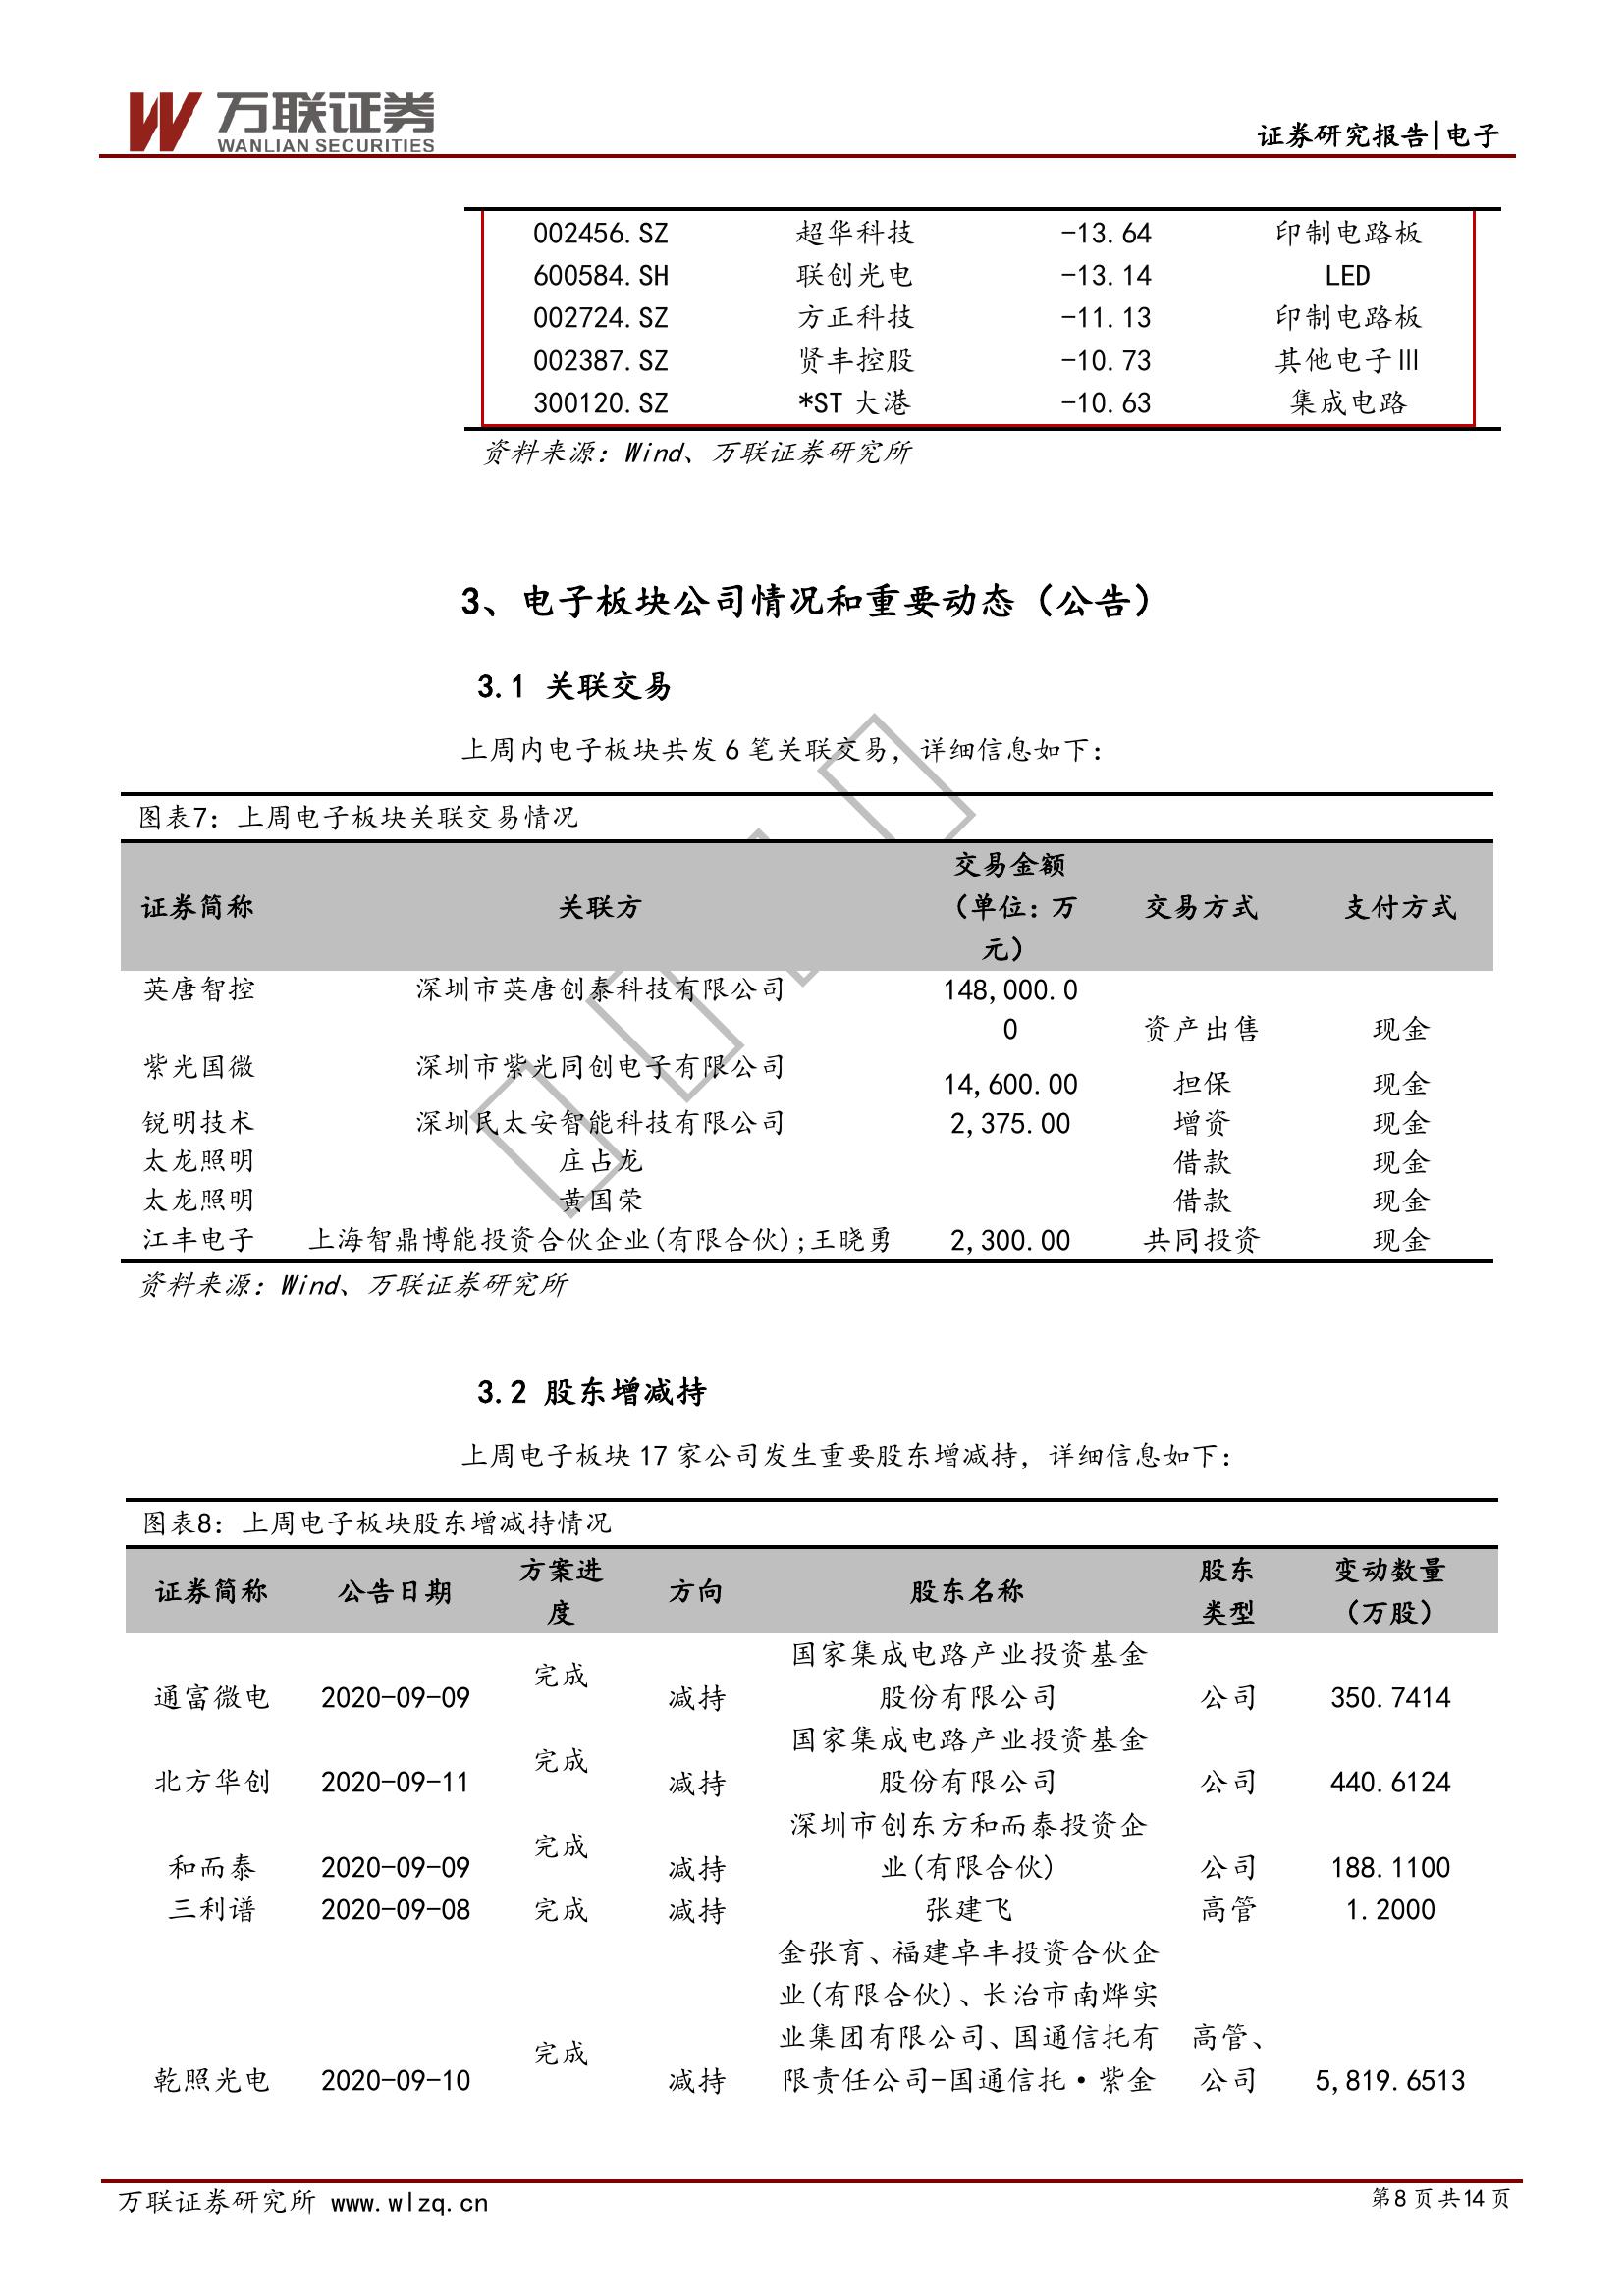 万联证券
WANLIAN SECURITIES
证券研究报告|电子
002456.SZ 超华科技 -13.64 印制电路板
600584.SH 联创光电 -13.14 LED
002724.SZ 方正科技 -11.13 印制电路板
002387.SZ 贤丰控股 -10.73 其他电子Ⅲ
300120.SZ *ST 大港 -10.63 集成电路
资料来源：Wind、万联证券研究所
3、电子板块公司情况和重要动态（公告）
3.1 关联交易
上周内电子板块共发 6 笔关联交易，详细信息如下：
图表7：上周电子板块关联交易情况
交易金额
证券简称 关联方 （单位：万 交易方式 支付方式
元）
英唐智控 深圳市英唐创泰科技有限公司 148,000.0
0 资产出售 现金
紫光国微 深圳市紫光同创电子有限公司
14,600.00 担保 现金
锐明技术 深圳民太安智能科技有限公司 2,375.00 增资 现金
太龙照明 庄占龙 借款 现金
太龙照明 黄国荣 借款 现金
江丰电子 上海智鼎博能投资合伙企业(有限合伙);王晓勇 2,300.00 共同投资 现金
资料来源：Wind、万联证券研究所
3.2 股东增减持
上周电子板块 17 家公司发生重要股东增减持，详细信息如下：
图表8：上周电子板块股东增减持情况
方案进 股东 变动数量
证券简称 公告日期 方向 股东名称
度 类型 （万股）
国家集成电路产业投资基金
完成
通富微电 2020-09-09 减持 股份有限公司 公司 350.7414
国家集成电路产业投资基金
完成
北方华创 2020-09-11 减持 股份有限公司 公司 440.6124
深圳市创东方和而泰投资企
完成
和而泰 2020-09-09 减持 业(有限合伙) 公司 188.1100
三利谱 2020-09-08 完成 减持 张建飞 高管 1.2000
金张育、福建卓丰投资合伙企
业(有限合伙)、长治市南烨实
业集团有限公司、国通信托有 高管、
完成
乾照光电 2020-09-10 减持 限责任公司-国通信托·紫金 公司 5,819.6513
万联证券研究所 www.wlzq.cn 第8 页 共14 页